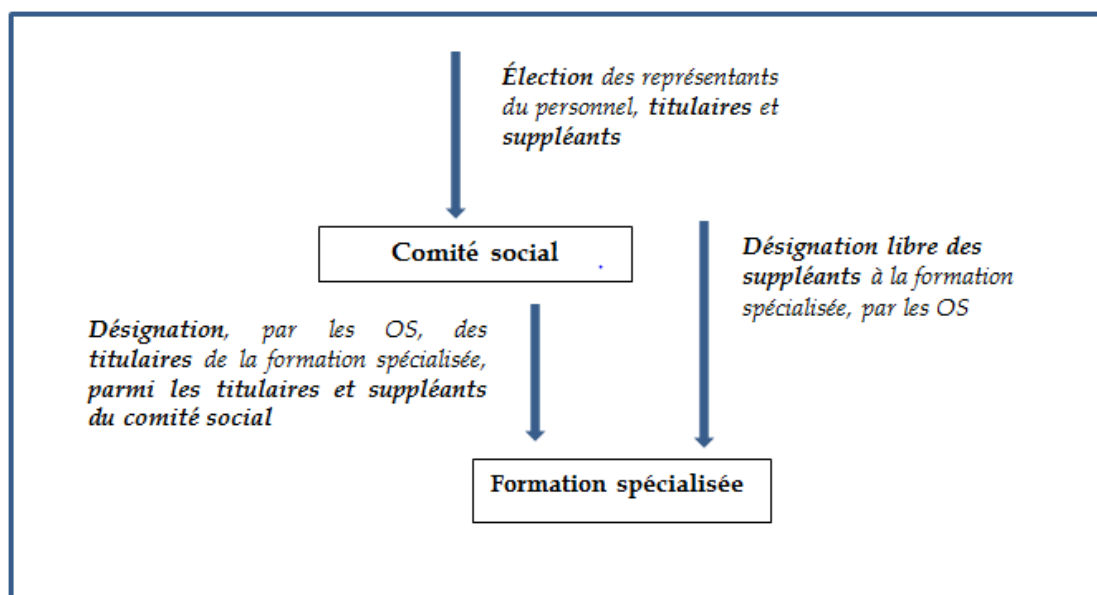 Élection des représentants
du personnel, titulaires et
suppléants
Comité social
Désignation libre des
suppléants à la formation
spécialisée, par les OS
Désignation, par les OS, des
titulaires de la formation spécialisée,
parmi les titulaires et suppléants
du comité social
Formation spécialisée